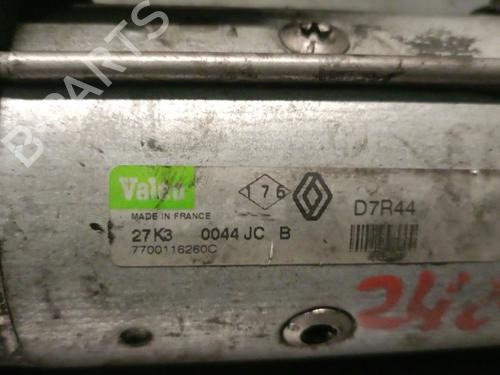 B-PARTS
Valeo
176
D7R44
MADE IN FRANCE
27K3 0044 JC B
7700116260C